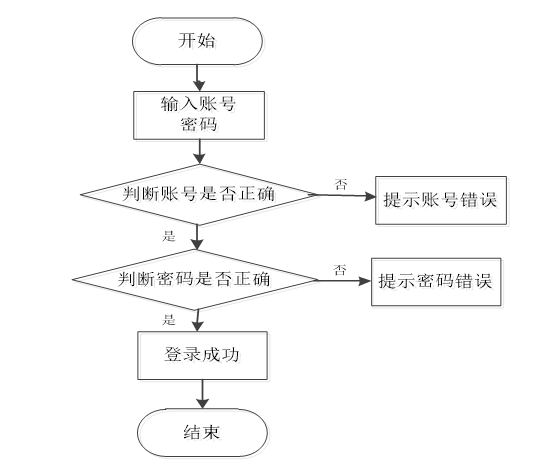 开始
输入账号
密码
判断账号是否正确
否
提示账号错误
是
判断密码是否正确
否
提示密码错误
是
登录成功
结束